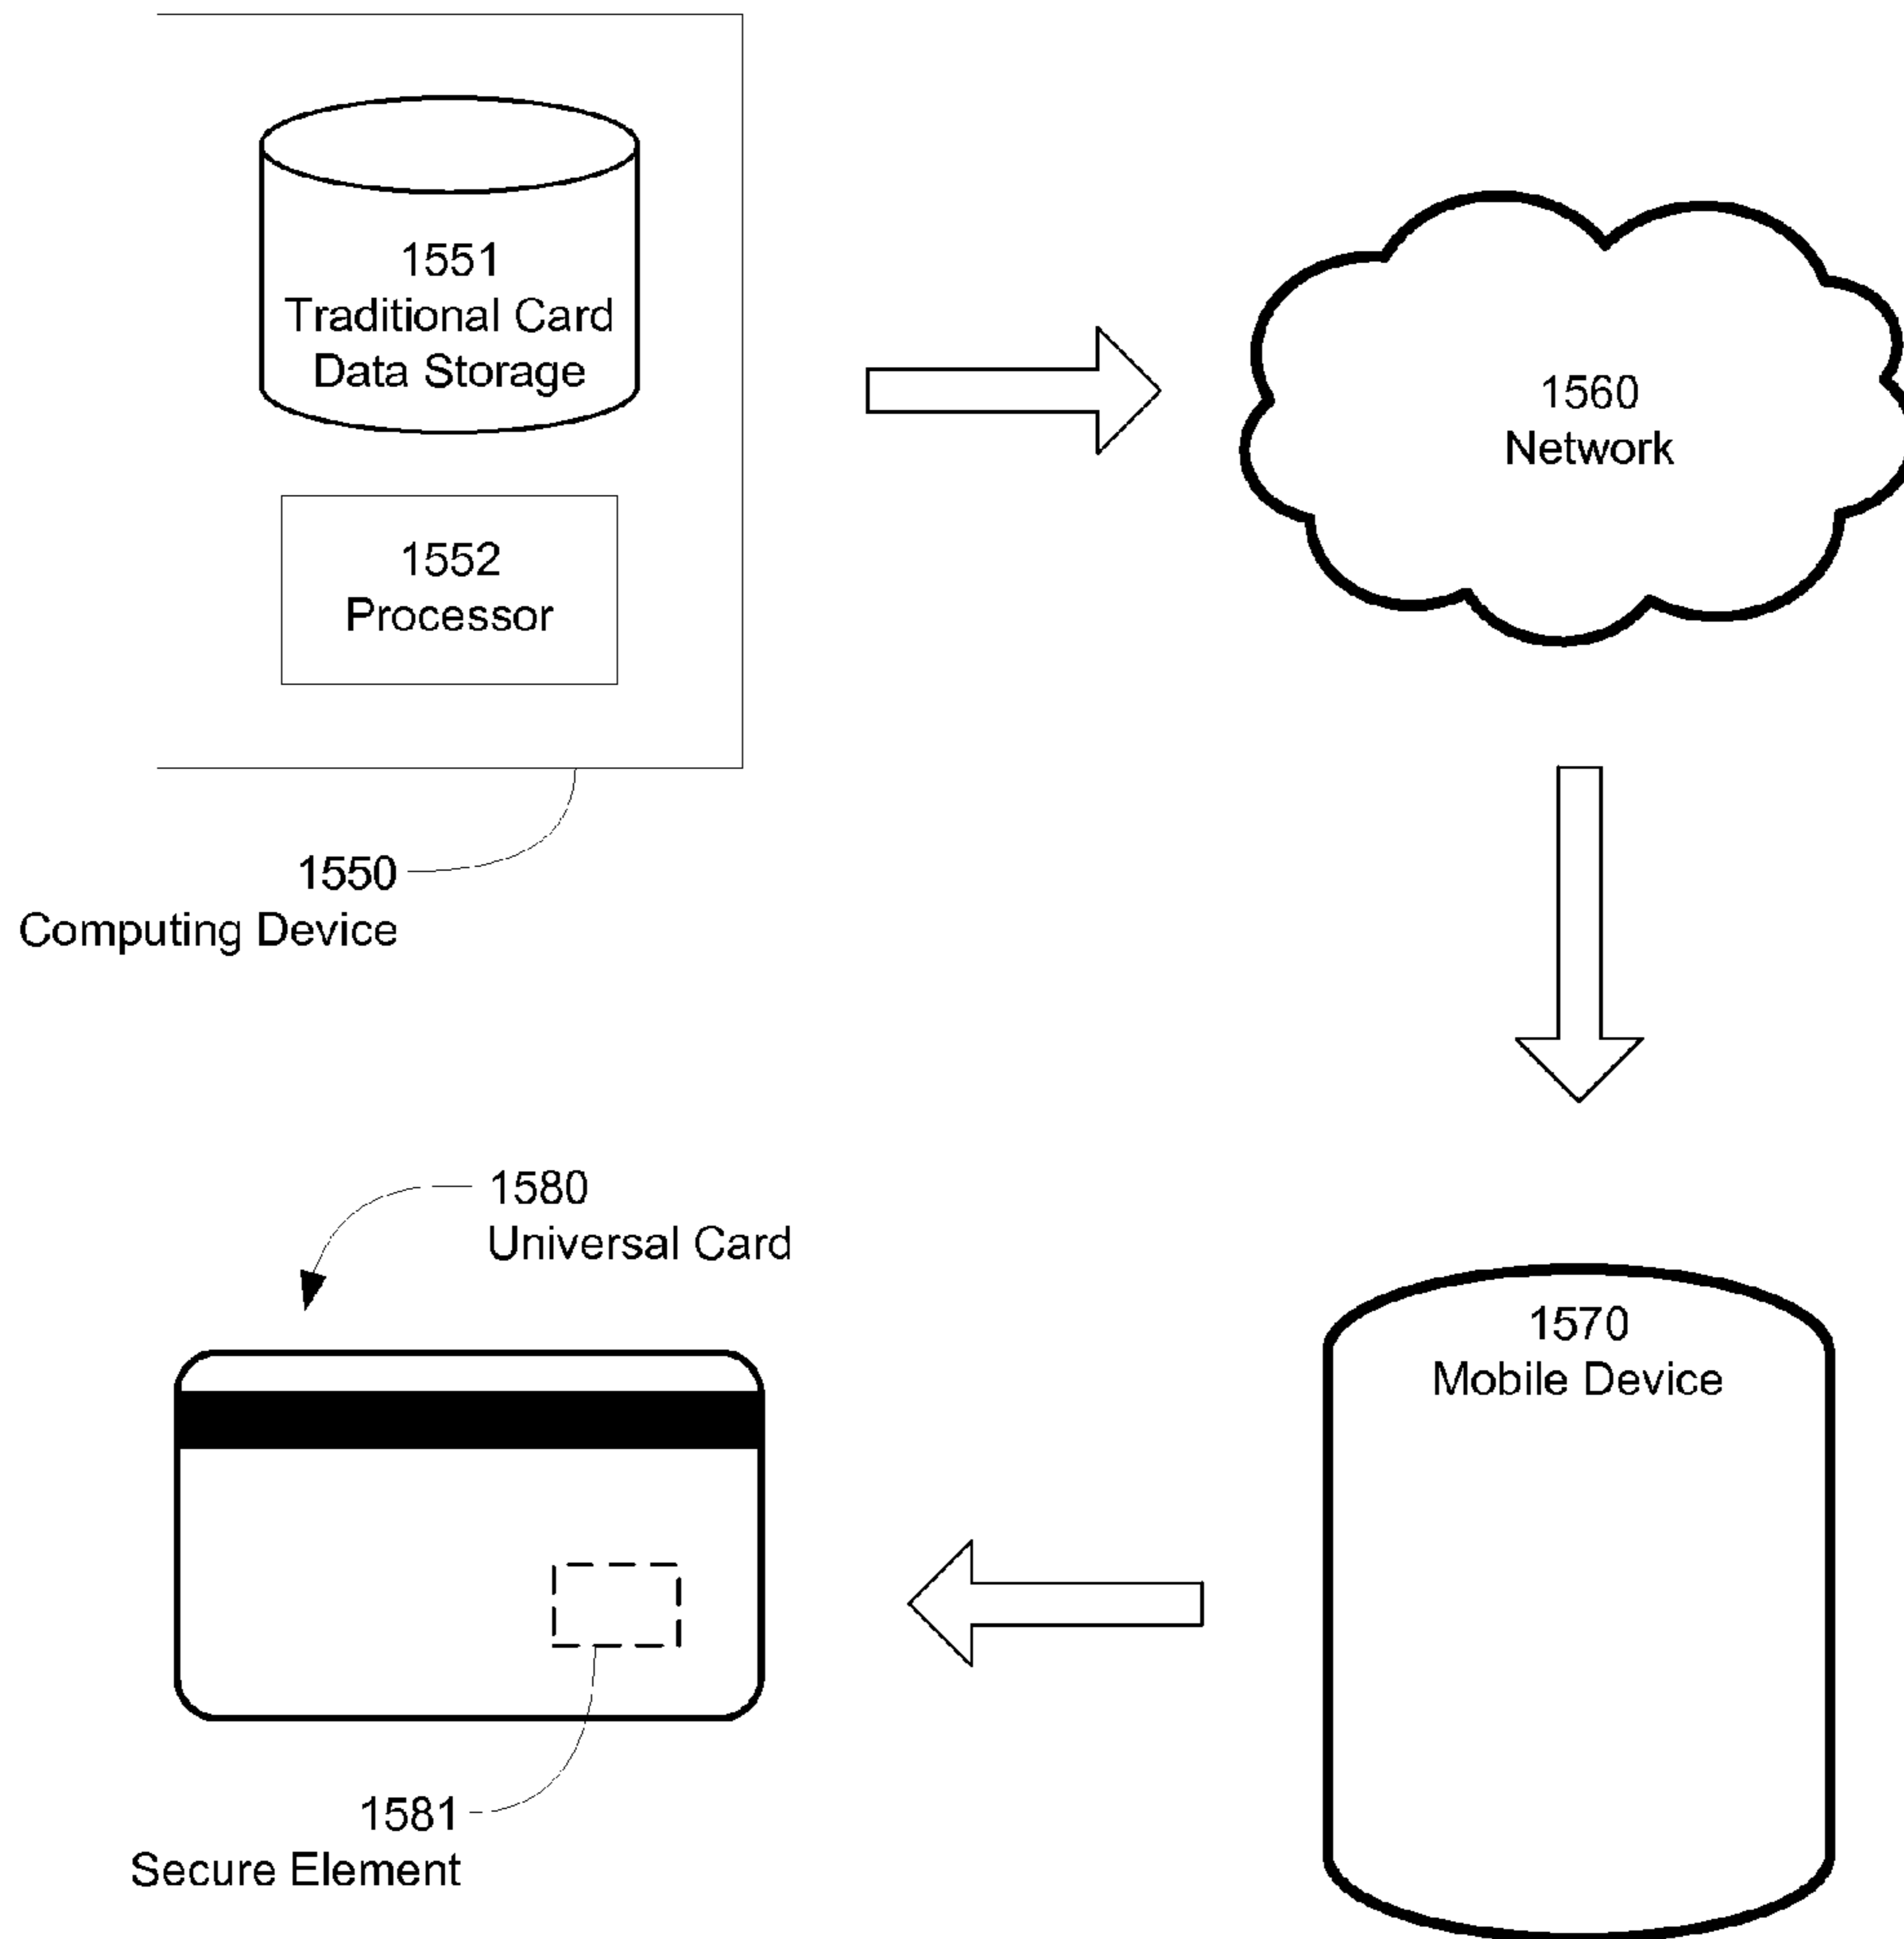 1551
Traditional Card
Data Storage
1552
Processor
1550
Computing Device
1560
Network
1580
Universal Card
1570
Mobile Device
1581
Secure Element